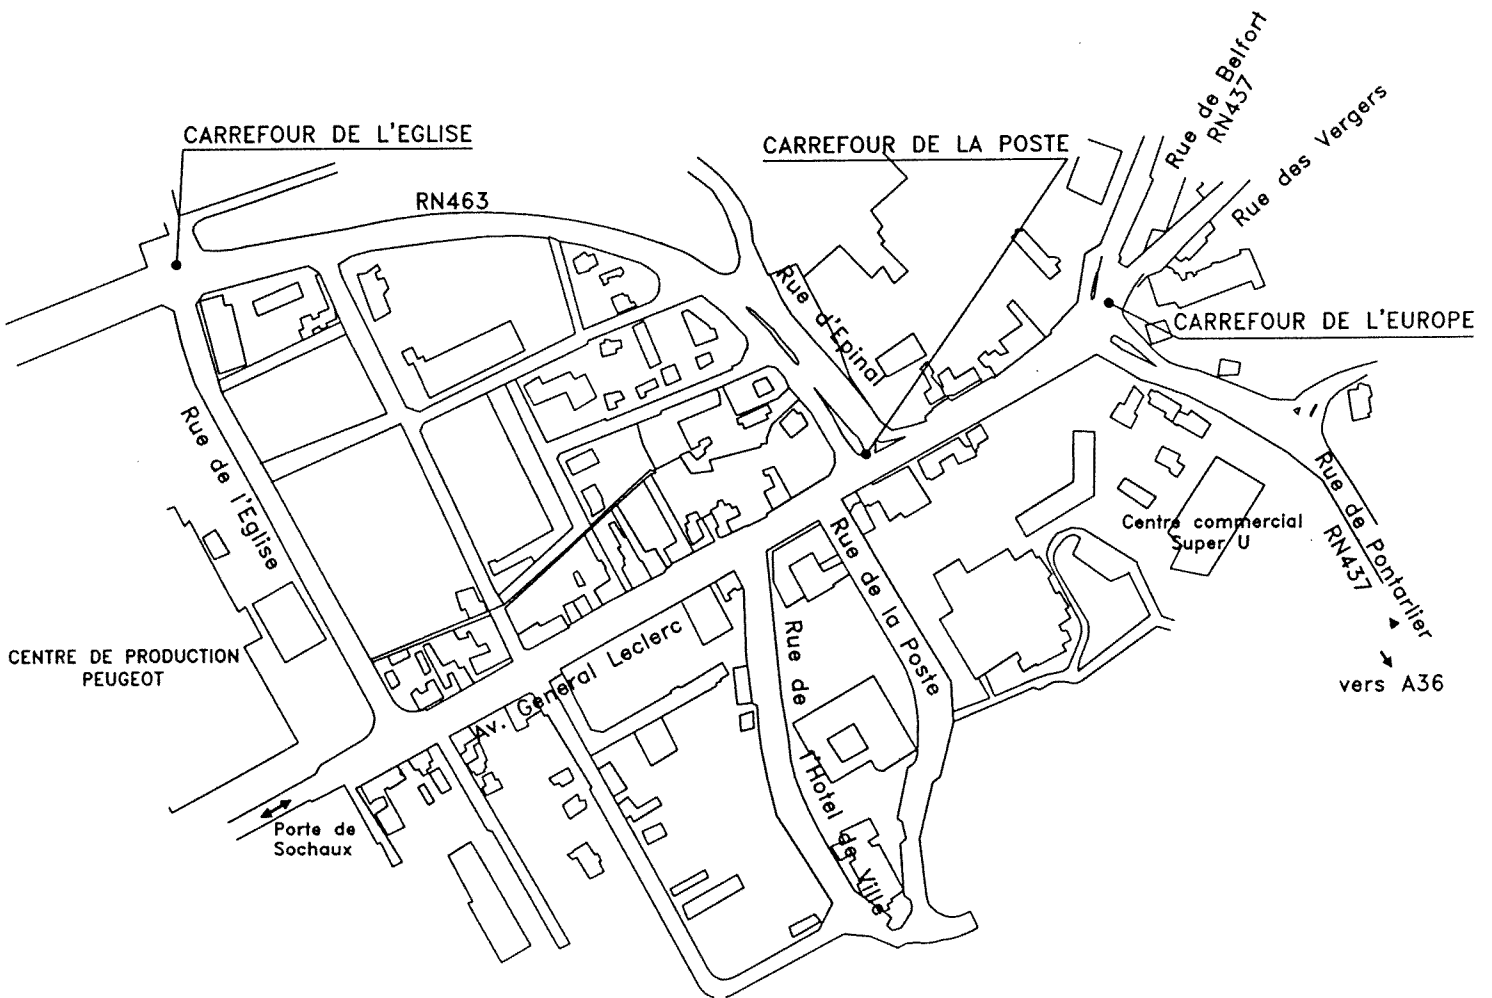 Rue de Belfort
RN437
Rue des Vergers
CARREFOUR DE L'EGLISE
CARREFOUR DE LA POSTE
RN463
Rue d'Epinal
CARREFOUR DE L'EUROPE
Rue de l'Eglise
Rue de Pontarlier
RN437
Centre commercial
Super U
Rue de la Poste
CENTRE DE PRODUCTION
PEUGEOT
Av. General Leclerc
Rue de l'Hotel de Ville
vers A36
Porte de
Sochaux